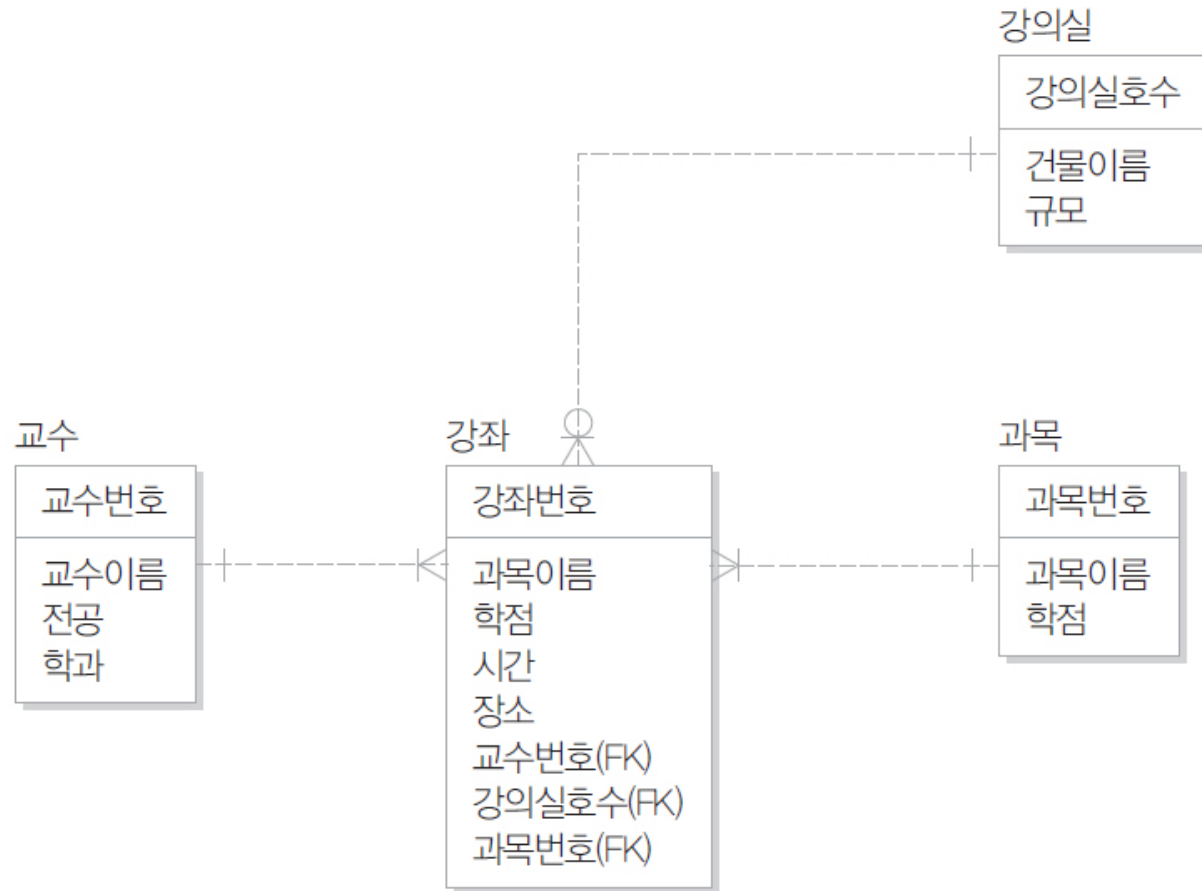 강의실
강의실호수
건물이름
규모
교수
교수번호
교수이름
전공
학과
강좌
강좌번호
과목이름
학점
시간
장소
교수번호(FK)
강의실호수(FK)
과목번호(FK)
과목
과목번호
과목이름
학점